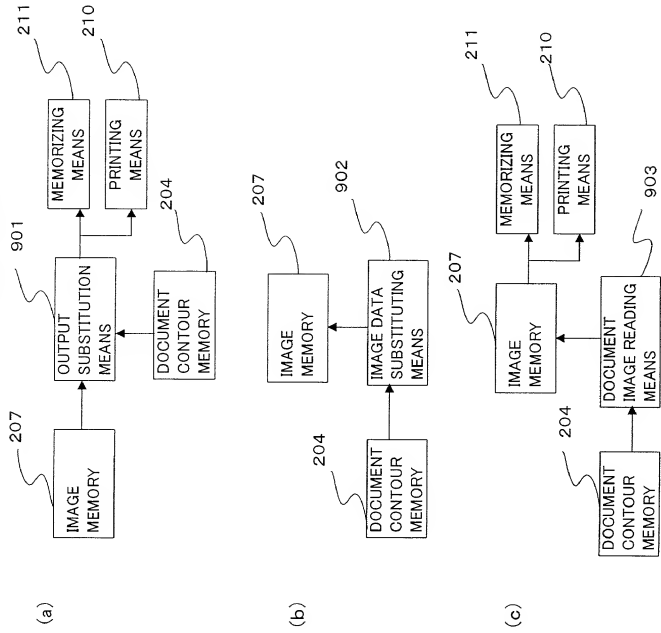 (a)
207
IMAGE
MEMORY
901
OUTPUT
SUBSTITUTION
MEANS
204
DOCUMENT
CONTOUR
MEMORY
211
MEMORIZING
MEANS
210
PRINTING
MEANS
(b)
204
DOCUMENT
CONTOUR
MEMORY
207
IMAGE
MEMORY
902
IMAGE DATA
SUBSTITUTING
MEANS
(c)
204
DOCUMENT
CONTOUR
MEMORY
207
IMAGE
MEMORY
903
DOCUMENT
IMAGE READING
MEANS
211
MEMORIZING
MEANS
210
PRINTING
MEANS